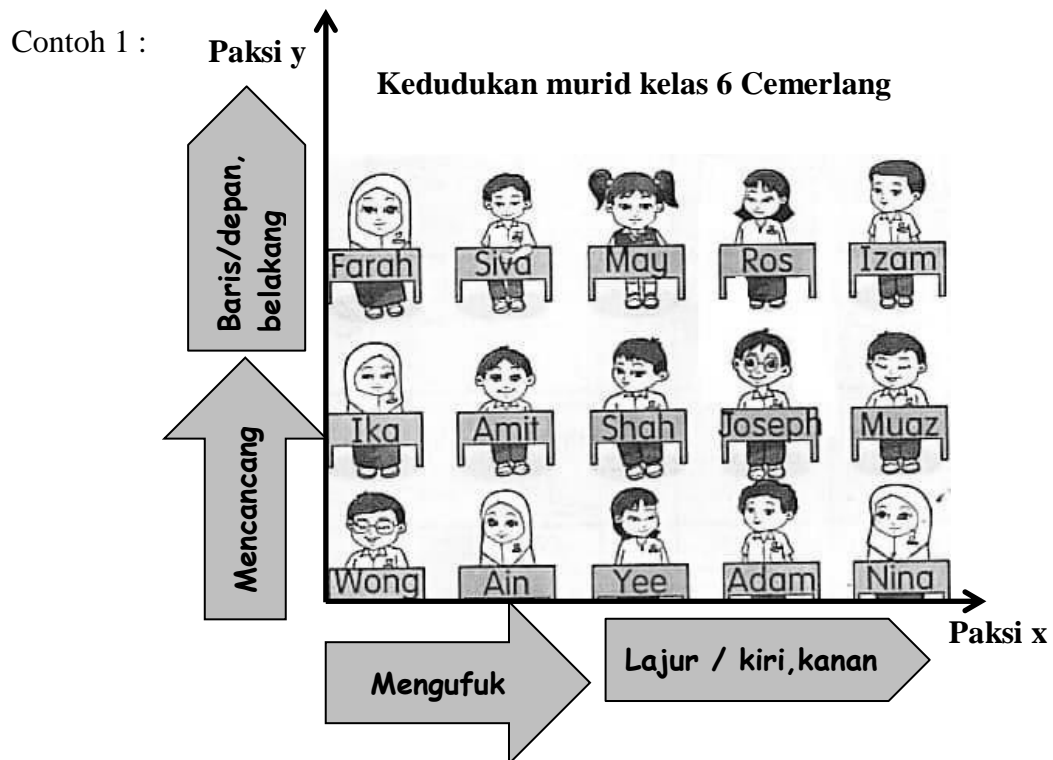 Contoh 1 :
Paksi y
Kedudukan murid kelas 6 Cemerlang
Baris/depan,
belakang
Farah Siva May Ros Izam
Mencancang
Ika Amit Shah Joseph Muaz
Wong Ain Yee Adam Nina
Paksi x
Mengufuk
Lajur / kiri,kanan